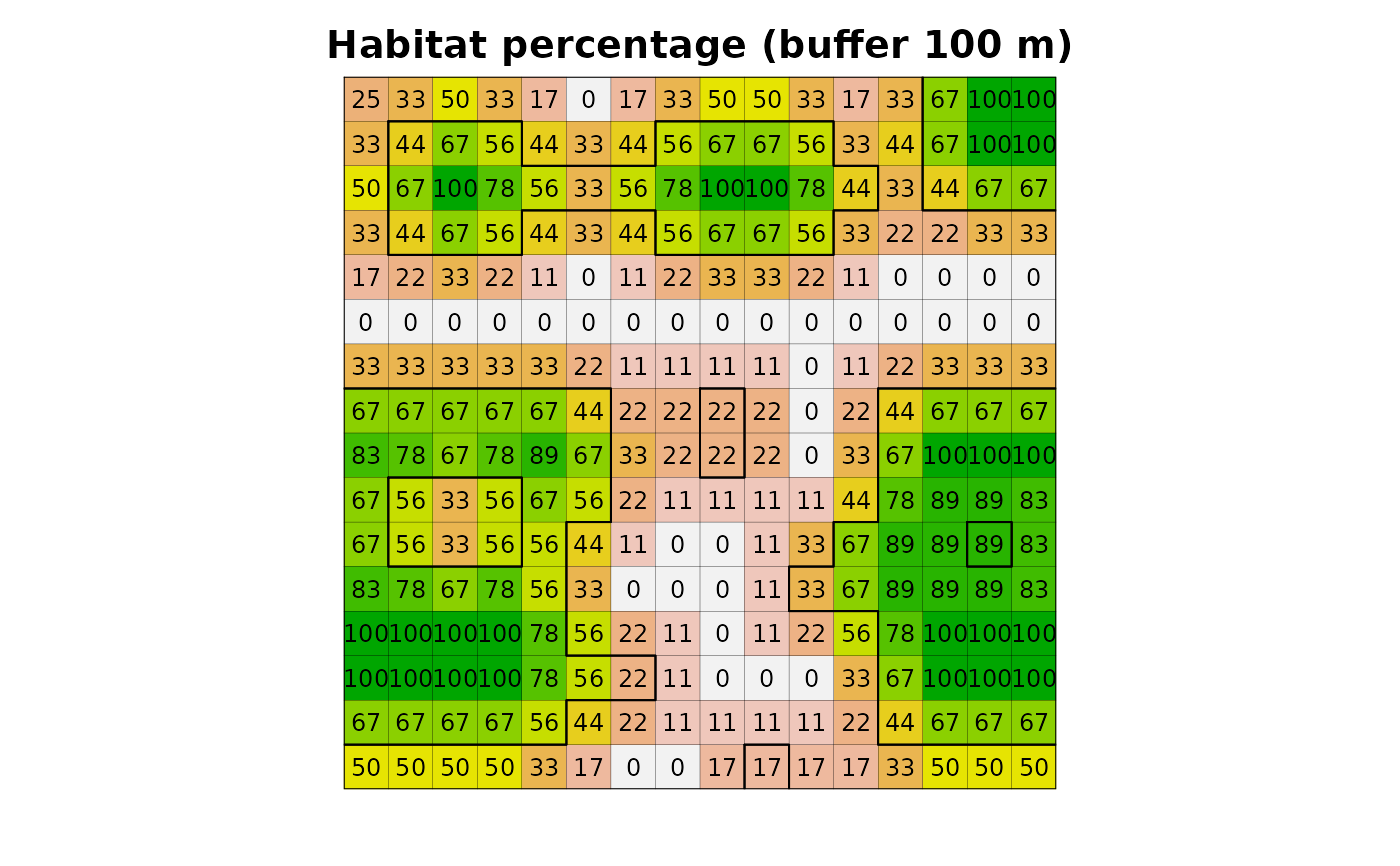 Habitat percentage (buffer 100 m)
25 33 50 33 17 0 17 33 50 50 33 17 33 67 100 100
33 44 67 56 44 33 44 56 67 67 56 33 44 67 100 100
50 67 100 78 56 33 56 78 100 100 78 44 33 44 67 67
33 44 67 56 44 33 44 56 67 67 56 33 22 22 33 33
17 22 33 22 11 0 11 22 33 33 22 11 0 0 0 0
0 0 0 0 0 0 0 0 0 0 0 0 0 0 0 0
33 33 33 33 33 22 11 11 11 11 0 11 22 33 33 33
67 67 67 67 67 44 22 22 22 22 0 22 44 67 67 67
83 78 67 78 89 67 33 22 22 22 0 33 67 100 100 100
67 56 33 56 67 56 22 11 11 11 11 44 78 89 89 83
67 56 33 56 56 44 11 0 0 11 33 67 89 89 89 83
83 78 67 78 56 33 0 0 0 11 33 67 89 89 89 83
100 100 100 100 78 56 22 11 0 11 22 56 78 100 100 100
100 100 100 100 78 56 22 11 0 0 0 33 67 100 100 100
67 67 67 67 56 44 22 11 11 11 11 22 44 67 67 67
50 50 50 50 33 17 0 0 17 17 17 17 33 50 50 50